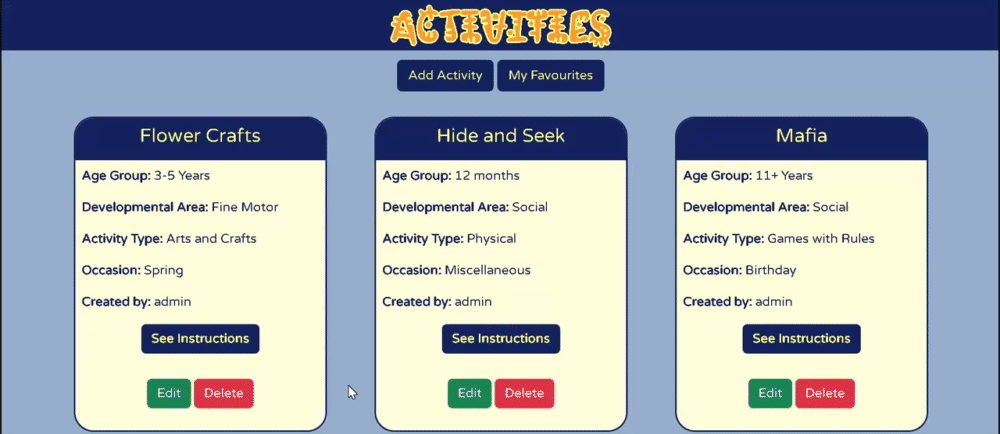 ACTIVITIES
Add Activity
My Favourites
Flower Crafts
Age Group: 3-5 Years
Developmental Area: Fine Motor
Activity Type: Arts and Crafts
Occasion: Spring
Created by: admin
See Instructions
Edit
Delete
Hide and Seek
Age Group: 12 months
Developmental Area: Social
Activity Type: Physical
Occasion: Miscellaneous
Created by: admin
See Instructions
Edit
Delete
Mafia
Age Group: 11+ Years
Developmental Area: Social
Activity Type: Games with Rules
Occasion: Birthday
Created by: admin
See Instructions
Edit
Delete